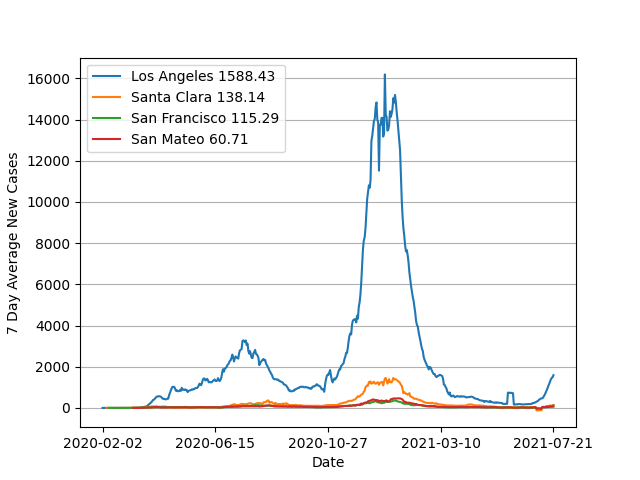 Los Angeles 1588.43
Santa Clara 138.14
San Francisco 115.29
San Mateo 60.71
16000
14000
12000
10000
8000
6000
4000
2000
0
7 Day Average New Cases
2020-02-02
2020-06-15
2020-10-27
2021-03-10
2021-07-21
Date